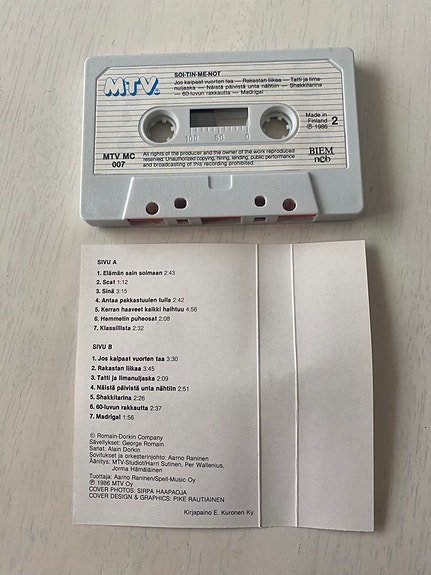 MTV
SOI-TIN-ME-NOT
Jos kaipaat vuorten taa — Rakastan liikaa — Tatti ja lima-
nuljaska — Näistä päivistä unta nähtiin — Shakkitarina
— 60-luvun rakkautta — Madrigal
100 50 0
Made in
Finland
℗ 1986
2
MTV MC
007
All rights of the producer and the owner of the work reproduced
reserved. Unauthorized copying, hiring, lending, public performance
and broadcasting of this recording prohibited.
BIEM
ncb
SIVU A
1. Elämän sain soimaan 2:43
2. Scat 1:12
3. Sinä 3:15
4. Antaa pakkastuulen tulla 2:42
5. Kerran haaveet kaikki haihtuu 4:56
6. Hemmetin puheosat 2:08
7. Klassillista 2:32
SIVU B
1. Jos kaipaat vuorten taa 3:30
2. Rakastan liikaa 3:45
3. Tatti ja limanuljaska 2:09
4. Näistä päivistä unta nähtiin 2:51
5. Shakkitarina 2:26
6. 60-luvun rakkautta 2:37
7. Madrigal 1:56
© Romain-Dorkin Company
Sävellykset: George Romain
Sanat: Alain Dorkin
Sovitukset ja orkesterinjohto: Aarno Raninen
Äänitys: MTV-Studiot/Harri Sutinen, Per Wallenius,
Jorma Hämäläinen
Tuottaja: Aarno Raninen/Spell-Music Oy
℗ 1986 MTV Oy
COVER PHOTOS: SIRPA HAAPAOJA
COVER DESIGN & GRAPHICS: PIKE RAUTIAINEN
Kirjapaino E. Kuronen Ky.